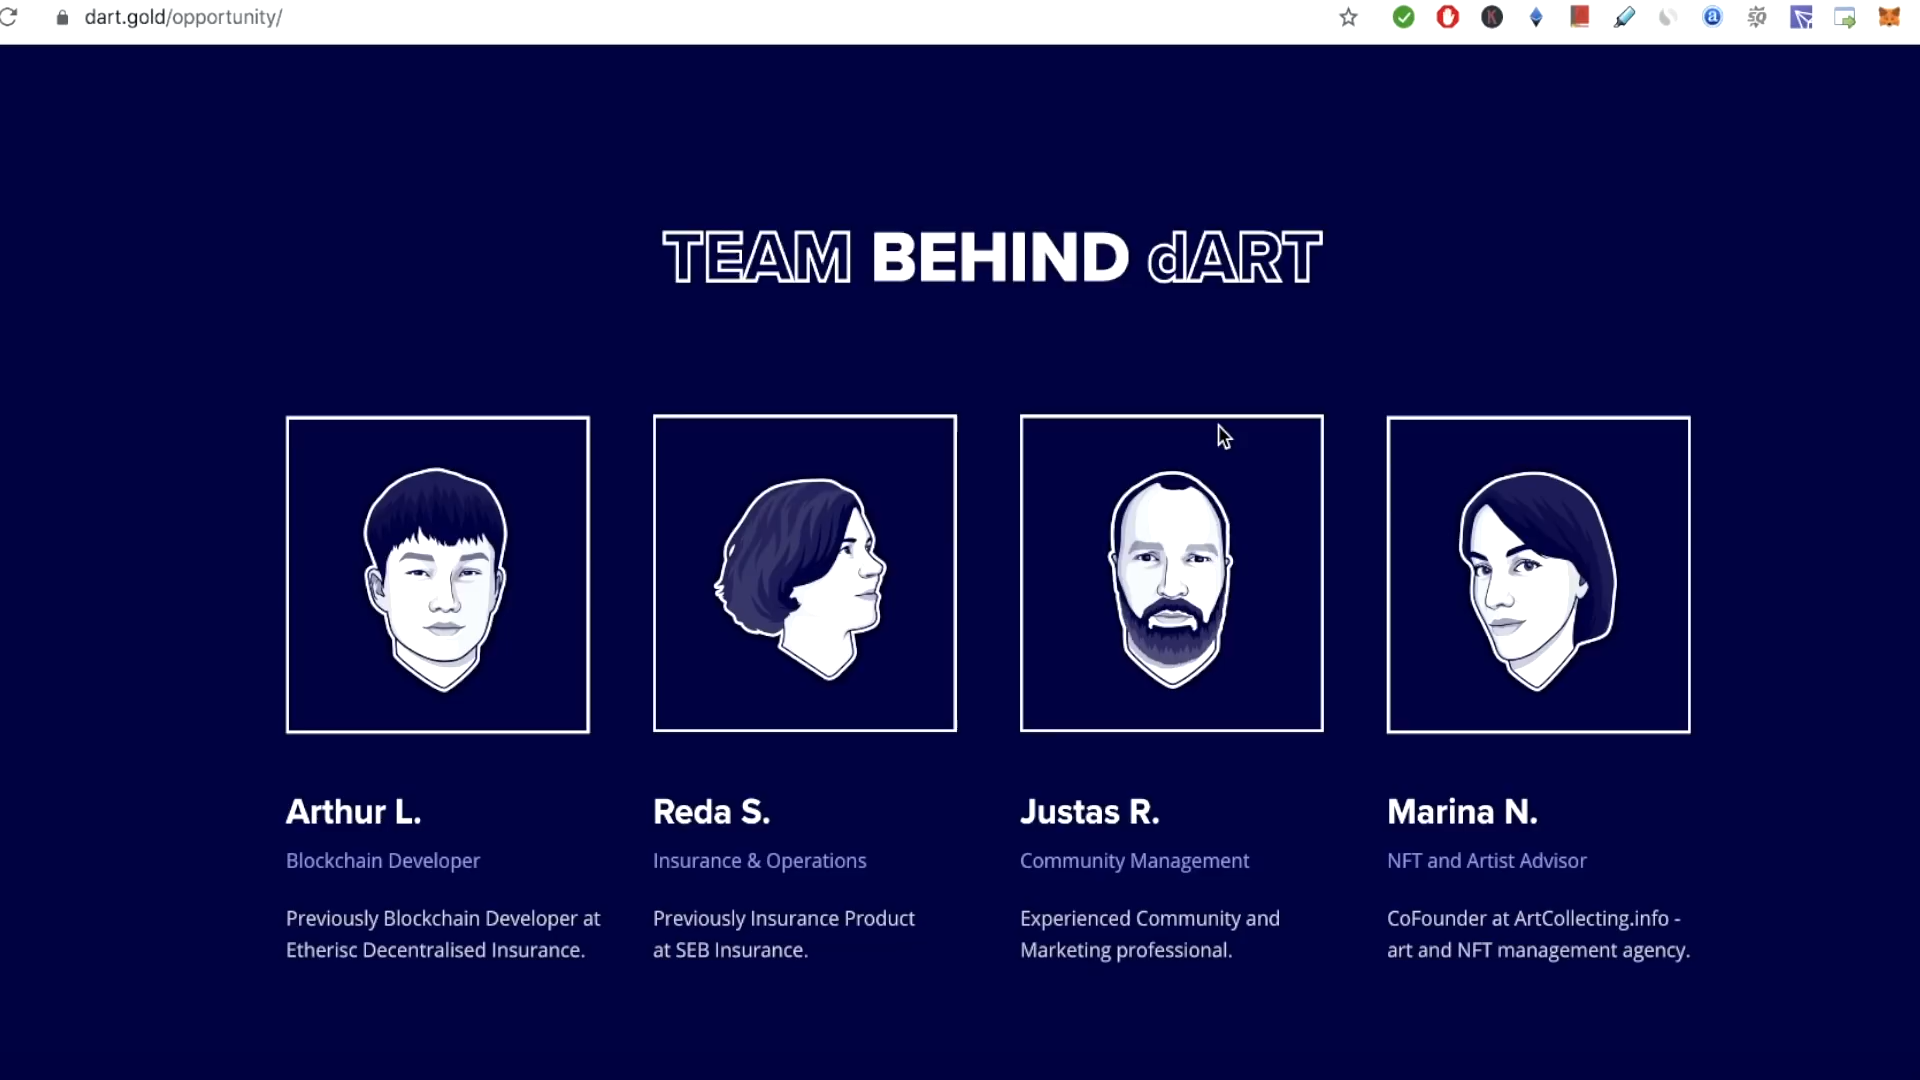 dart.gold/opportunity/
TEAM BEHIND dART
Arthur L.
Blockchain Developer
Previously Blockchain Developer at
Etherisc Decentralised Insurance.
Reda S.
Insurance & Operations
Previously Insurance Product
at SEB Insurance.
Justas R.
Community Management
Experienced Community and
Marketing professional.
Marina N.
NFT and Artist Advisor
CoFounder at ArtCollecting.info -
art and NFT management agency.